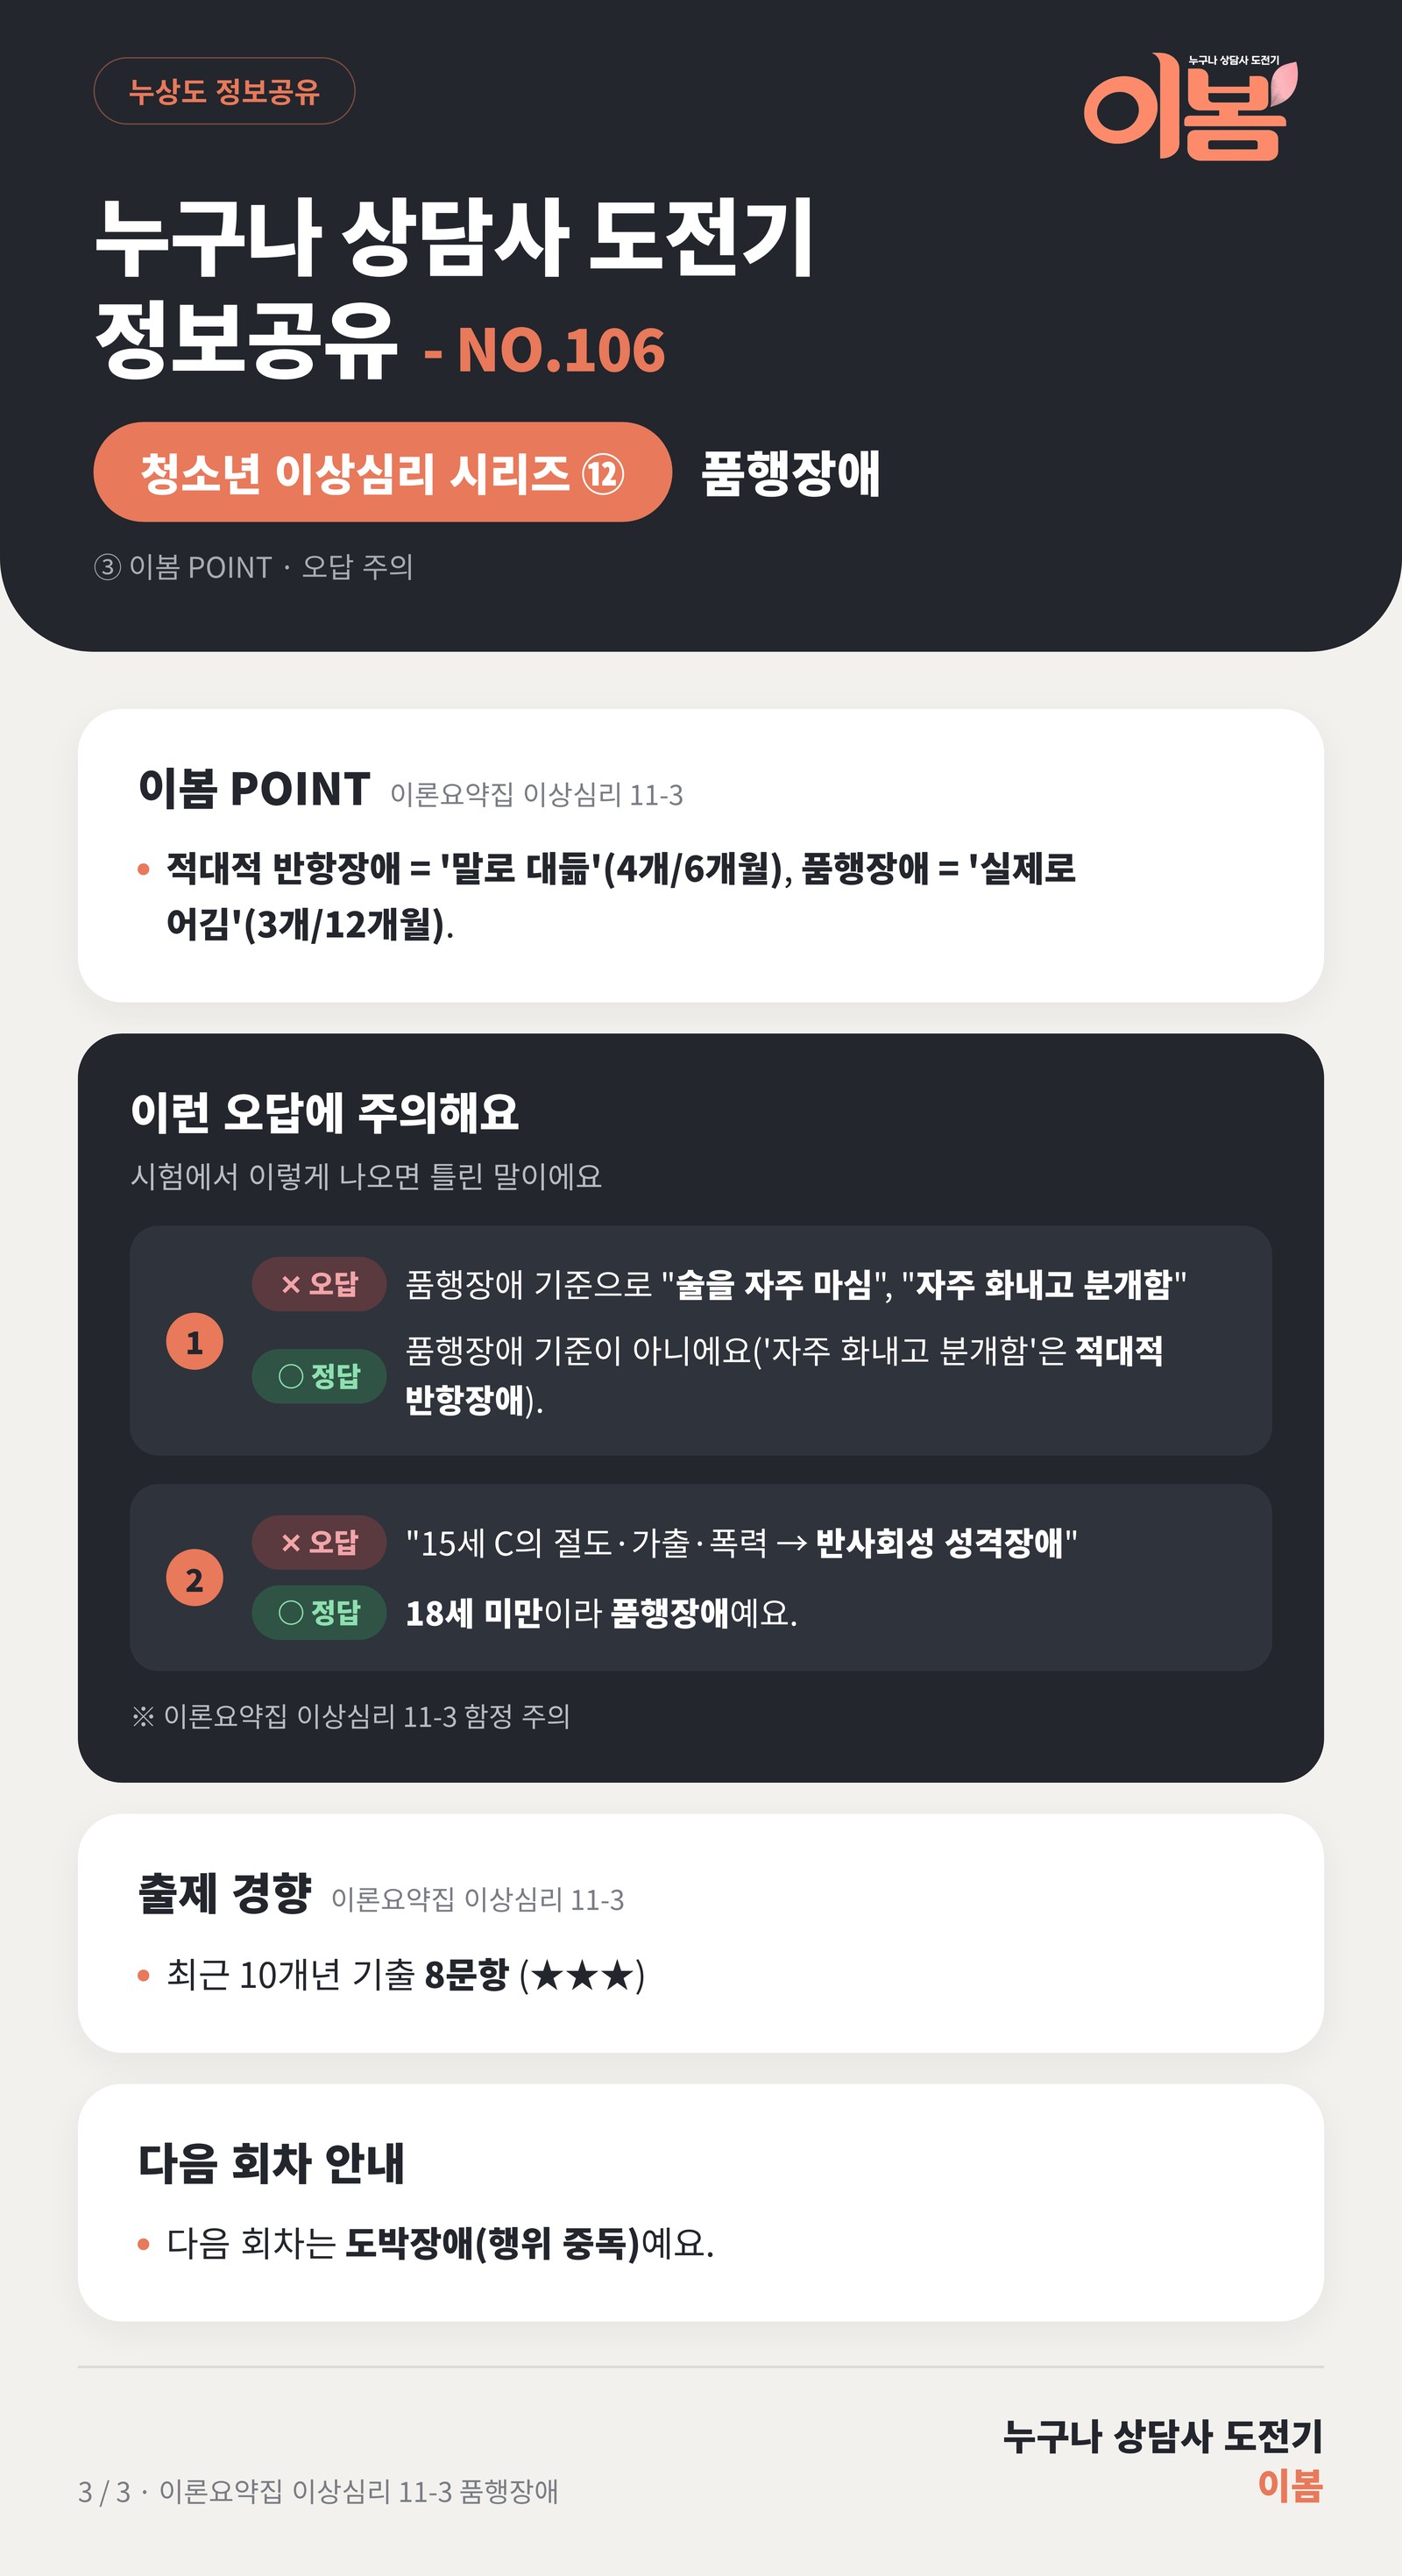 누상도 정보공유
누구나 상담사 도전기
이봄
누구나 상담사 도전기
정보공유 - NO.106
청소년 이상심리 시리즈 ⑫ 품행장애
③ 이봄 POINT · 오답 주의
이봄 POINT 이론요약집 이상심리 11-3
• 적대적 반항장애 = '말로 대듦'(4개/6개월), 품행장애 = '실제로
어김'(3개/12개월).
이런 오답에 주의해요
시험에서 이렇게 나오면 틀린 말이에요
1
✕ 오답 품행장애 기준으로 "술을 자주 마심", "자주 화내고 분개함"
○ 정답 품행장애 기준이 아니에요('자주 화내고 분개함'은 적대적
반항장애).
2
✕ 오답 "15세 C의 절도·가출·폭력 → 반사회성 성격장애"
○ 정답 18세 미만이라 품행장애예요.
※ 이론요약집 이상심리 11-3 함정 주의
출제 경향 이론요약집 이상심리 11-3
• 최근 10개년 기출 8문항 (★★★)
다음 회차 안내
• 다음 회차는 도박장애(행위 중독)예요.
누구나 상담사 도전기
3 / 3 · 이론요약집 이상심리 11-3 품행장애
이봄